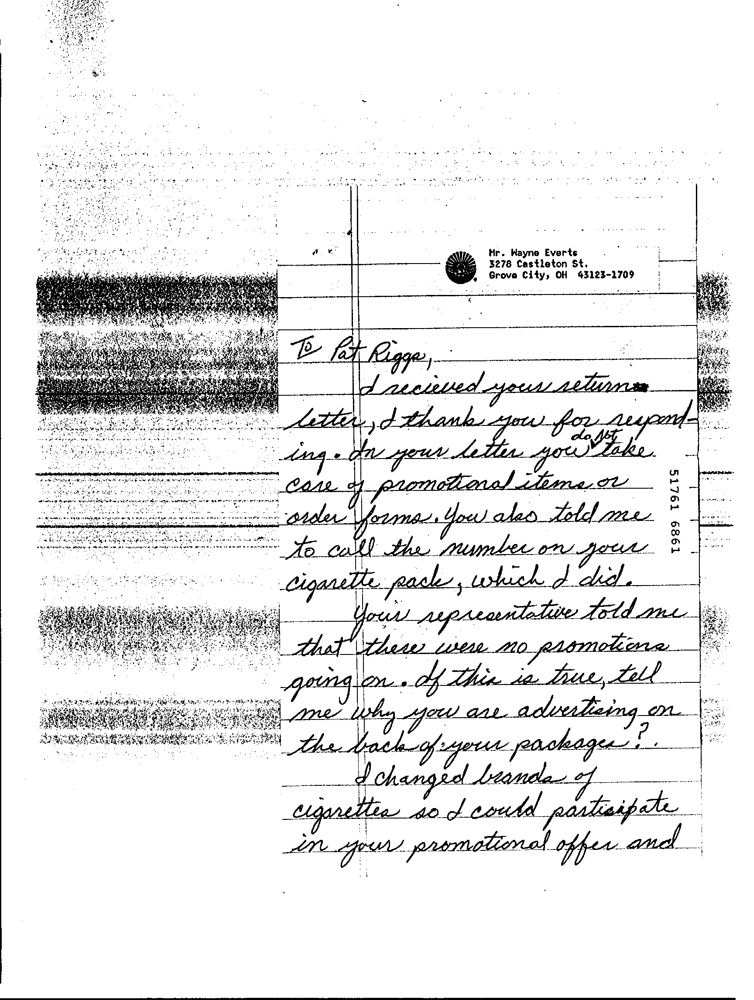 Mr. Wayne Everts
3278 Castleton St.
Grove City, OH 43123-1709
To Pat Riggs,
I recieved your return
letter, I thank you for respond-
ing. In your letter you do not take
care of promotional items or
order forms. You also told me
to call the number on your
cigarette pack, which I did.
Your representative told me
that there were no promotions
going on. If this is true, tell
me why you are advertising on
the back of your packages?.
I changed brands of
cigarettes so I could partisipate
in your promotional offer and
51761 6861